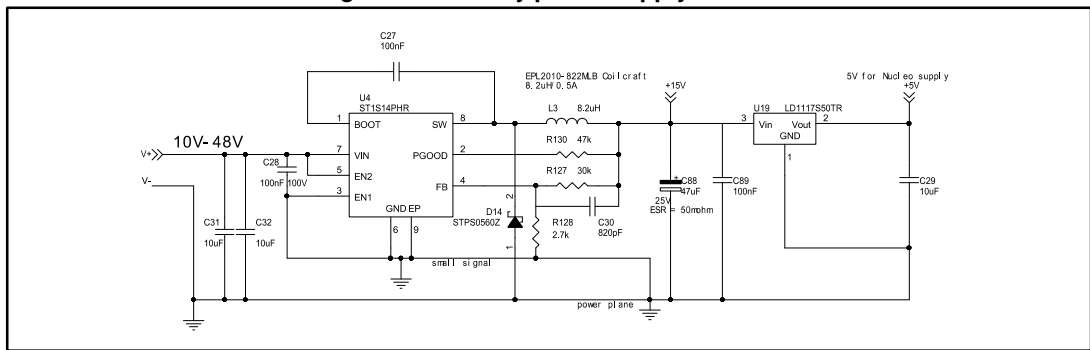 C27
100nF
EPL2010-822MLB Coilcraft
8.2uH/0.5A
+15V
5V for Nucleo supply
+5V
U4
ST1S14PHR
L3 8.2uH
U19 LD1117S50TR
1 BOOT SW 8
3 Vin Vout 2
GND
1
10V-48V
R130 47k
V+
7 VIN PGOOD 2
C28
100nF 100V
5 EN2
R127 30k
V-
3 EN1 FB 4
C88
47uF
25V
ESR = 50mohm
C89
100nF
C29
10uF
GND EP
6 9
2
D14
STPS0560Z
1
R128
2.7k
C30
820pF
C31
10uF
C32
10uF
small signal
power plane